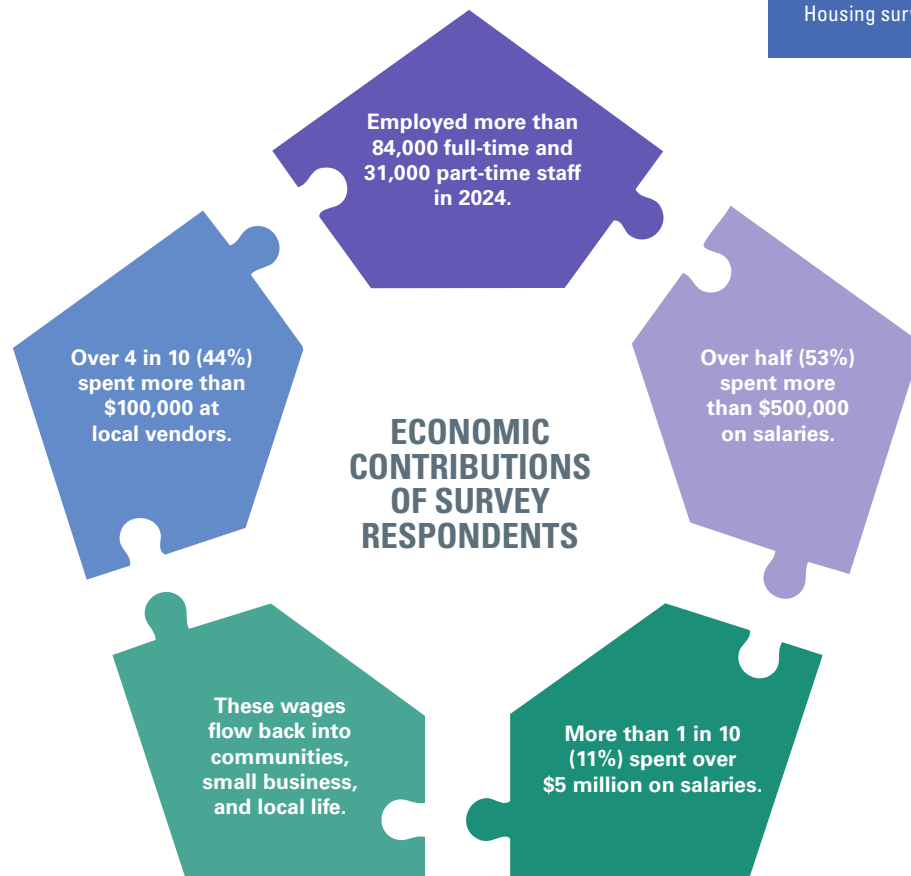 Housing surv
Employed more than
84,000 full-time and
31,000 part-time staff
in 2024.
Over 4 in 10 (44%)
spent more than
$100,000 at
local vendors.
Over half (53%)
spent more
than $500,000
on salaries.
ECONOMIC
CONTRIBUTIONS
OF SURVEY
RESPONDENTS
These wages
flow back into
communities,
small business,
and local life.
More than 1 in 10
(11%) spent over
$5 million on salaries.